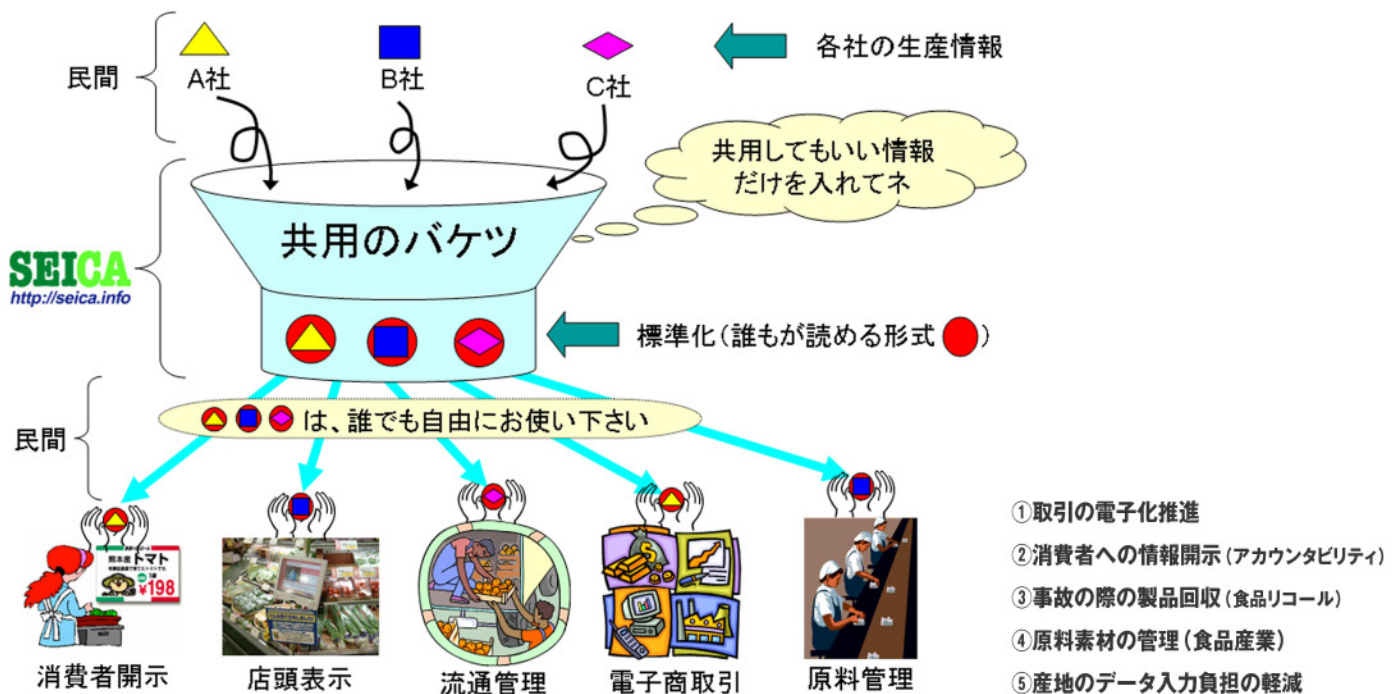 各社の生産情報
民間
A社
B社
C社
共用してもいい情報
だけを入れてネ
共用のバケツ
SEICA
http://seica.info
標準化(誰もが読める形式 )
は、誰でも自由にお使い下さい
民間
熊本産トマト
¥198
消費者開示
店頭表示
流通管理
電子商取引
原料管理
①取引の電子化推進
②消費者への情報開示(アカウンタビリティ)
③事故の際の製品回収(食品リコール)
④原料素材の管理(食品産業)
⑤産地のデータ入力負担の軽減